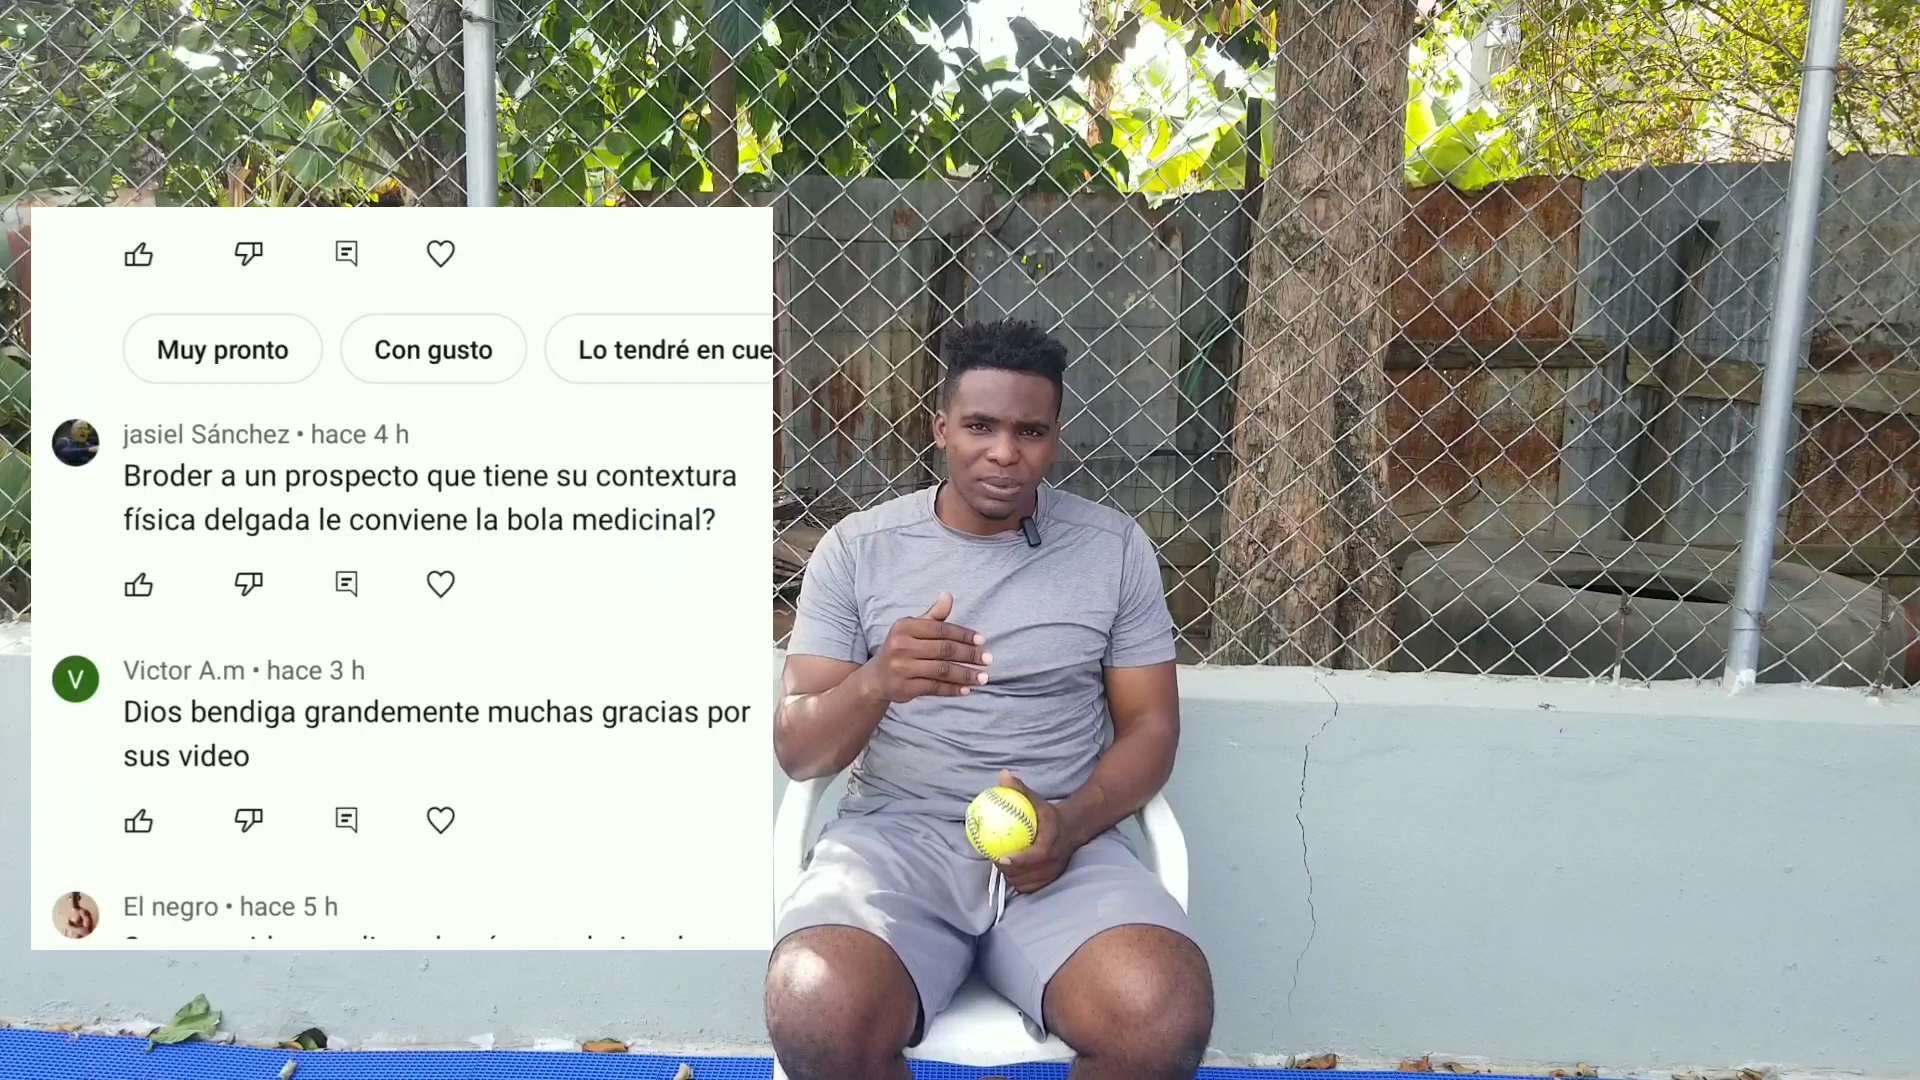 Muy pronto
Con gusto
Lo tendré en cue
jasiel Sánchez • hace 4 h
Broder a un prospecto que tiene su contextura
física delgada le conviene la bola medicinal?
V
Victor A.m • hace 3 h
Dios bendiga grandemente muchas gracias por
sus video
El negro • hace 5 h